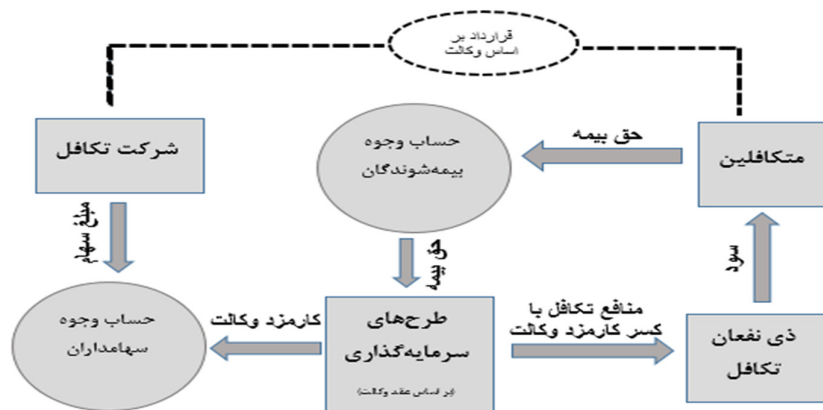 قرارداد بر
اساس وکالت
متکافلین
حق بیمه
حساب وجوه
بیمه‌شوندگان
شرکت تکافل
مبلغ سهام
حق بیمه
سود
حساب وجوه
سهامداران
کارمزد وکالت
طرح‌های
سرمایه‌گذاری
(بر اساس عقد وکالت)
منافع تکافل با
کسر کارمزد وکالت
ذی نفعان
تکافل